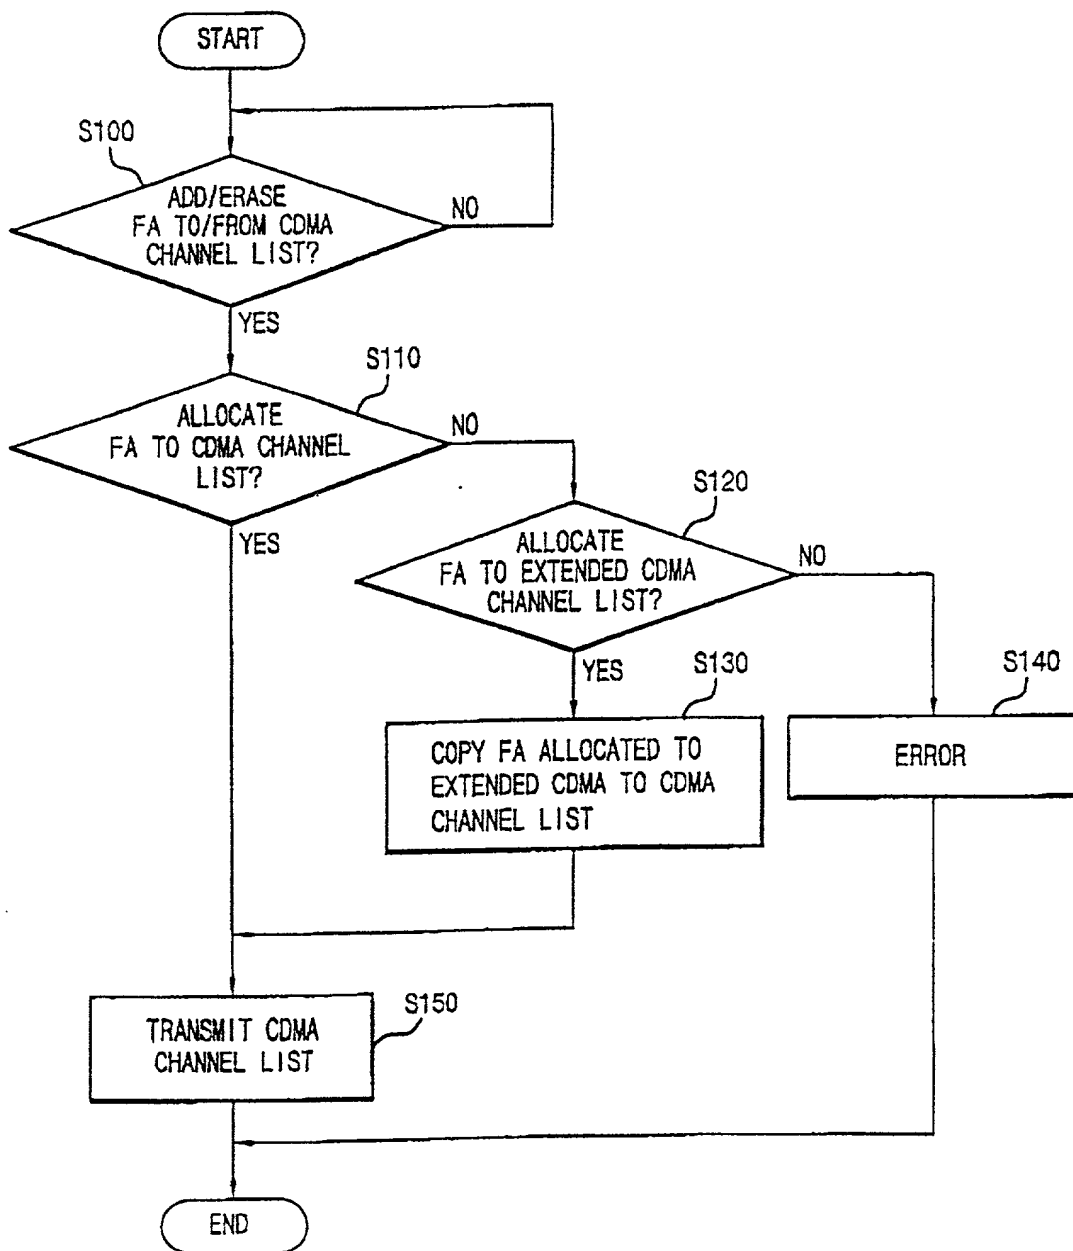 START
S100
ADD/ERASE
FA TO/FROM CDMA
CHANNEL LIST?
NO
YES
S110
ALLOCATE
FA TO CDMA CHANNEL
LIST?
NO
YES
S120
ALLOCATE
FA TO EXTENDED CDMA
CHANNEL LIST?
NO
YES
S130
COPY FA ALLOCATED TO
EXTENDED CDMA TO CDMA
CHANNEL LIST
S140
ERROR
S150
TRANSMIT CDMA
CHANNEL LIST
END